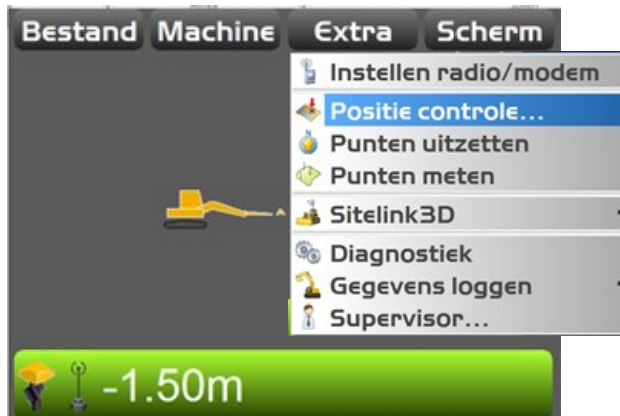 Bestand Machine Extra Scherm
Instellen radio/modem
Positie controle...
Punten uitzetten
Punten meten
Sitelink3D
Diagnostiek
Gegevens loggen
Supervisor...
-1.50m